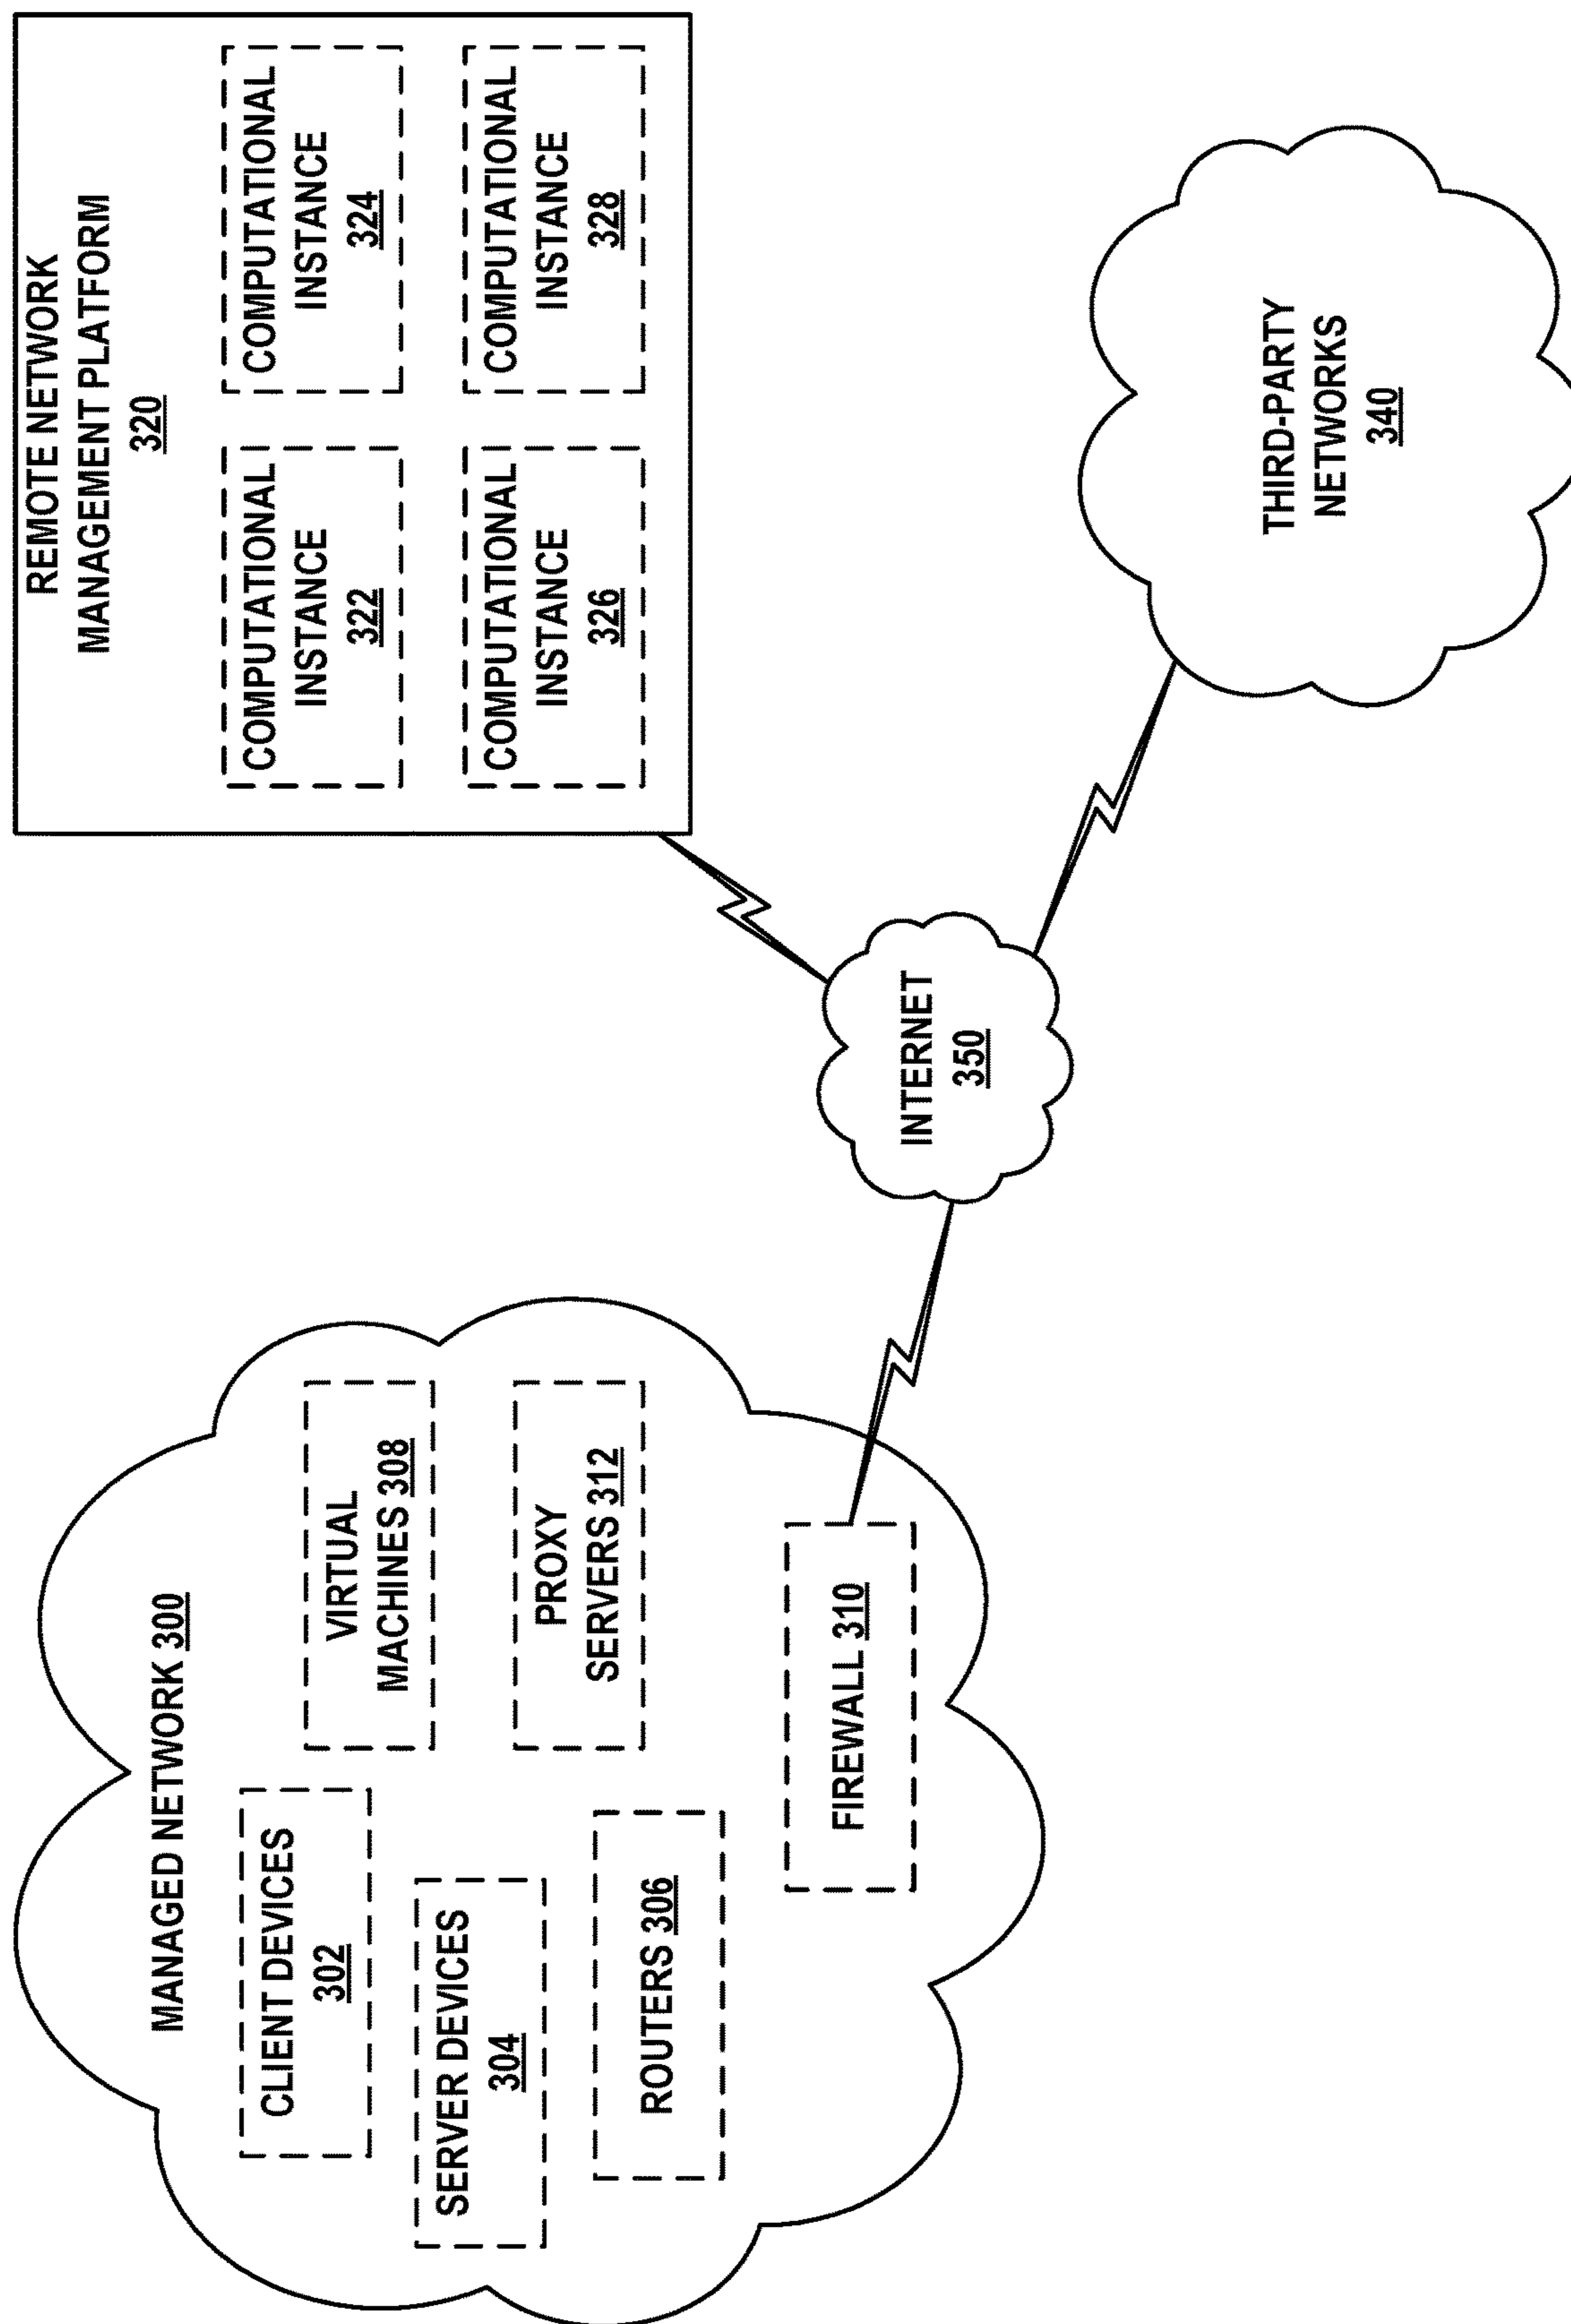 MANAGED NETWORK 300
CLIENT DEVICES
302
VIRTUAL
MACHINES 308
SERVER DEVICES
304
PROXY
SERVERS 312
ROUTERS 306
FIREWALL 310
INTERNET
350
REMOTE NETWORK
MANAGEMENT PLATFORM
320
COMPUTATIONAL
INSTANCE
322
COMPUTATIONAL
INSTANCE
324
COMPUTATIONAL
INSTANCE
326
COMPUTATIONAL
INSTANCE
328
THIRD-PARTY
NETWORKS
340